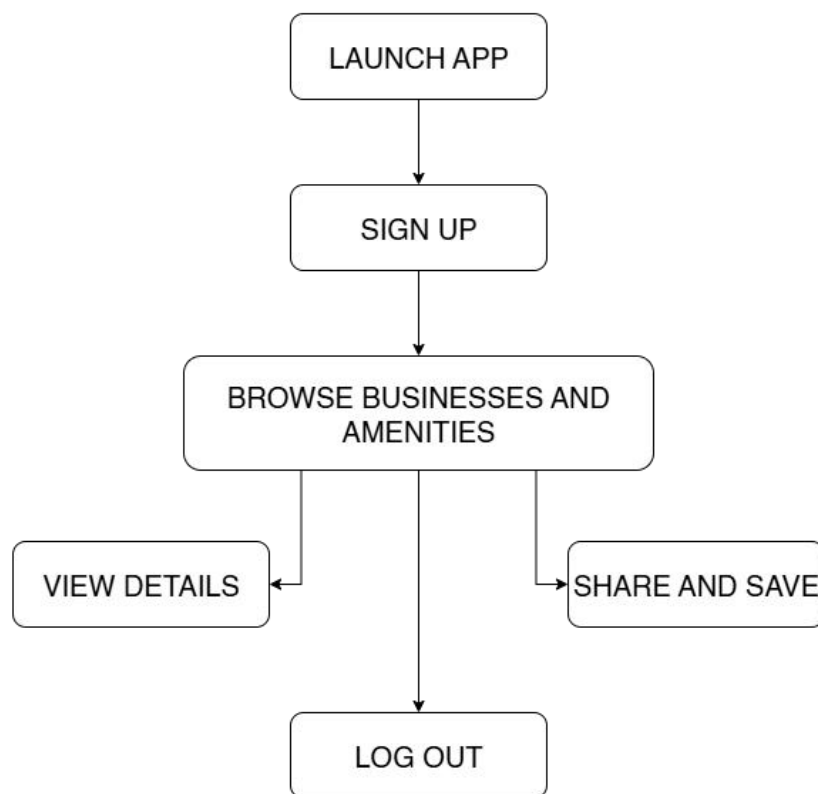 LAUNCH APP
SIGN UP
BROWSE BUSINESSES AND
AMENITIES
VIEW DETAILS
SHARE AND SAVE
LOG OUT